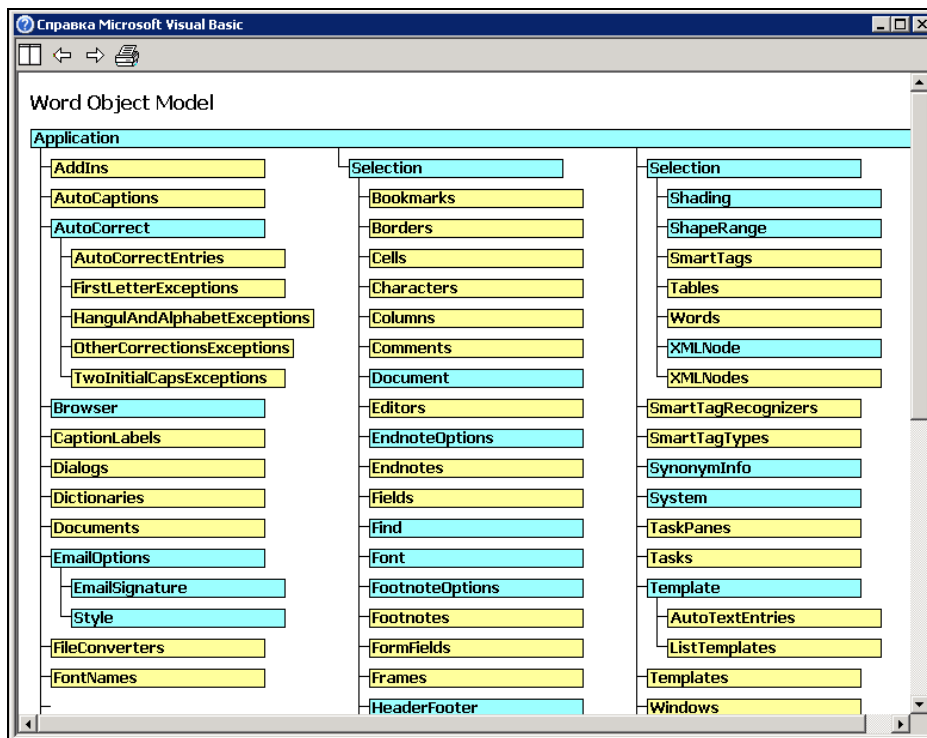 Справка Microsoft Visual Basic
Word Object Model
Application
AddIns
AutoCaptions
AutoCorrect
AutoCorrectEntries
FirstLetterExceptions
HangulAndAlphabetExceptions
OtherCorrectionsExceptions
TwoInitialCapsExceptions
Browser
CaptionLabels
Dialogs
Dictionaries
Documents
EmailOptions
EmailSignature
Style
FileConverters
FontNames
Selection
Bookmarks
Borders
Cells
Characters
Columns
Comments
Document
Editors
EndnoteOptions
Endnotes
Fields
Find
Font
FootnoteOptions
Footnotes
FormFields
Frames
HeaderFooter
Selection
Shading
ShapeRange
SmartTags
Tables
Words
XMLNode
XMLNodes
SmartTagRecognizers
SmartTagTypes
SynonymInfo
System
TaskPanes
Tasks
Template
AutoTextEntries
ListTemplates
Templates
Windows